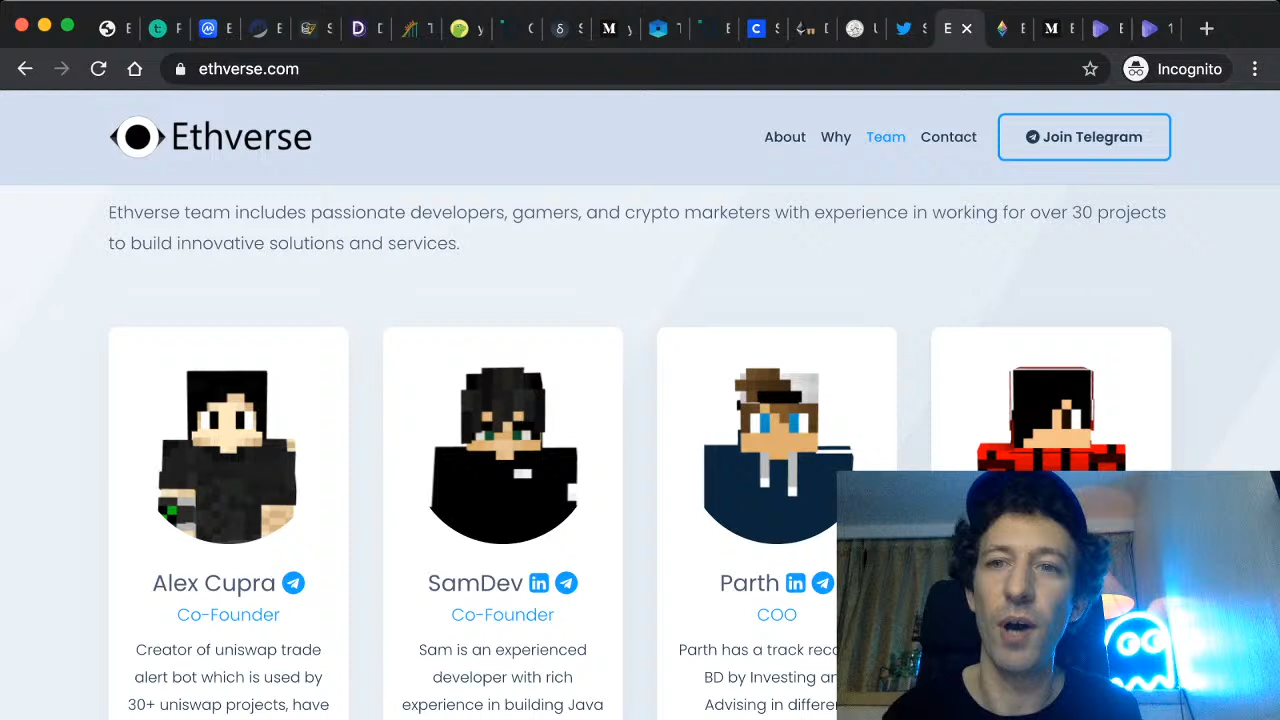 ethverse.com
Incognito
Ethverse
About
Why
Team
Contact
Join Telegram
Ethverse team includes passionate developers, gamers, and crypto marketers with experience in working for over 30 projects
to build innovative solutions and services.
Alex Cupra
Co-Founder
Creator of uniswap trade
alert bot which is used by
30+ uniswap projects, have
SamDev
Co-Founder
Sam is an experienced
developer with rich
experience in building Java
Parth
COO
Parth has a track reco
BD by Investing an
Advising in differe